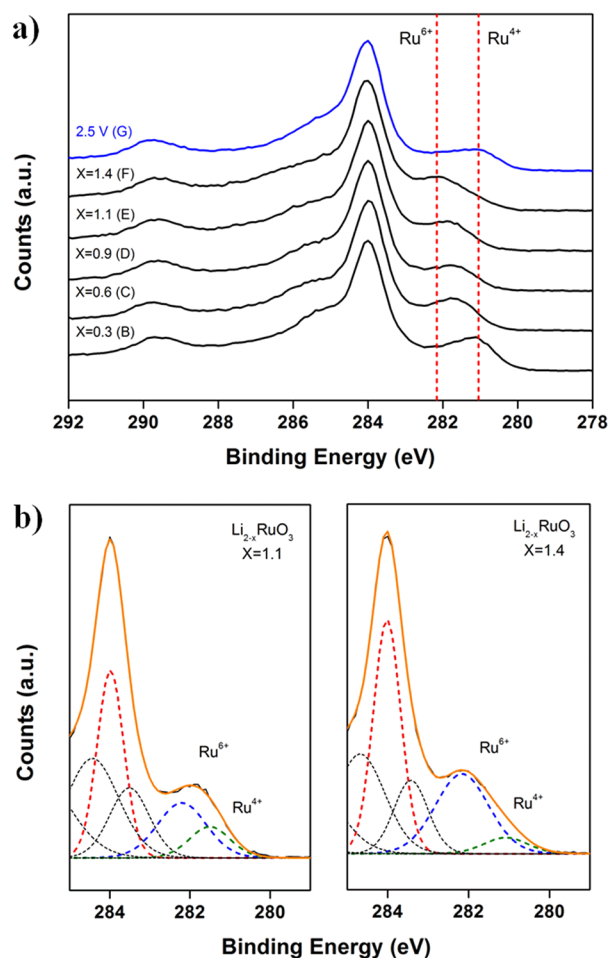 a)
Ru⁶⁺
Ru⁴⁺
2.5 V (G)
X=1.4 (F)
X=1.1 (E)
X=0.9 (D)
X=0.6 (C)
X=0.3 (B)
Counts (a.u.)
292 290 288 286 284 282 280 278
Binding Energy (eV)
b)
Li₂₋ₓRuO₃
X=1.1
Ru⁶⁺
Ru⁴⁺
Li₂₋ₓRuO₃
X=1.4
Ru⁶⁺
Ru⁴⁺
Counts (a.u.)
284 282 280
284 282 280
Binding Energy (eV)